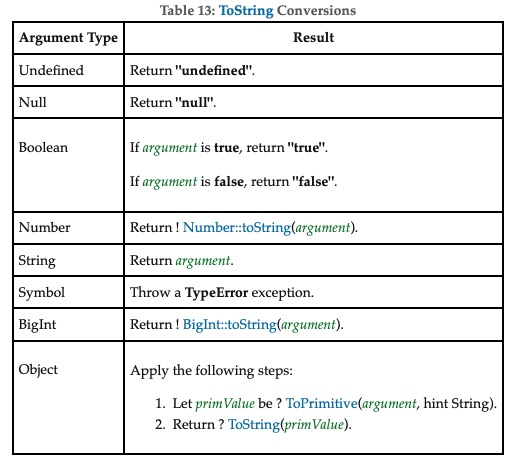 Table 13: ToString Conversions
Argument Type Result
Undefined Return "undefined".
Null Return "null".
Boolean If argument is true, return "true".
If argument is false, return "false".
Number Return ! Number::toString(argument).
String Return argument.
Symbol Throw a TypeError exception.
BigInt Return ! BigInt::toString(argument).
Object Apply the following steps:
1. Let primValue be ? ToPrimitive(argument, hint String).
2. Return ? ToString(primValue).